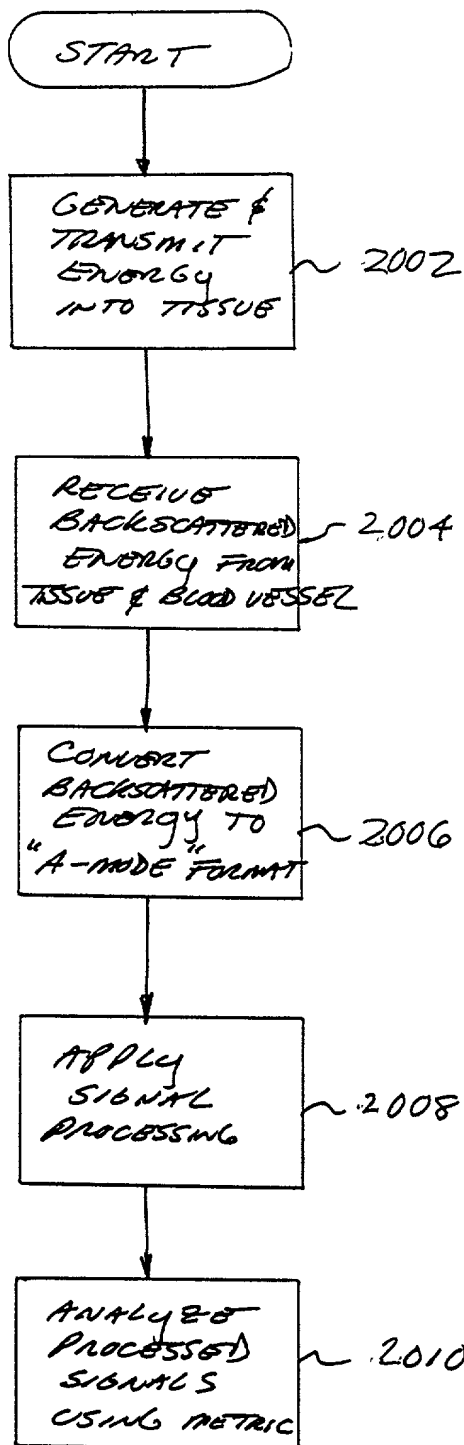 START
GENERATE &
TRANSMIT
ENERGY
INTO TISSUE
2002
RECEIVE
BACKSCATTERED
ENERGY FROM
TISSUE & BLOOD VESSEL
2004
CONVERT
BACKSCATTERED
ENERGY TO
"A-MODE" FORMAT
2006
APPLY
SIGNAL
PROCESSING
2008
ANALYZE
PROCESSED
SIGNALS
USING METRIC
2010